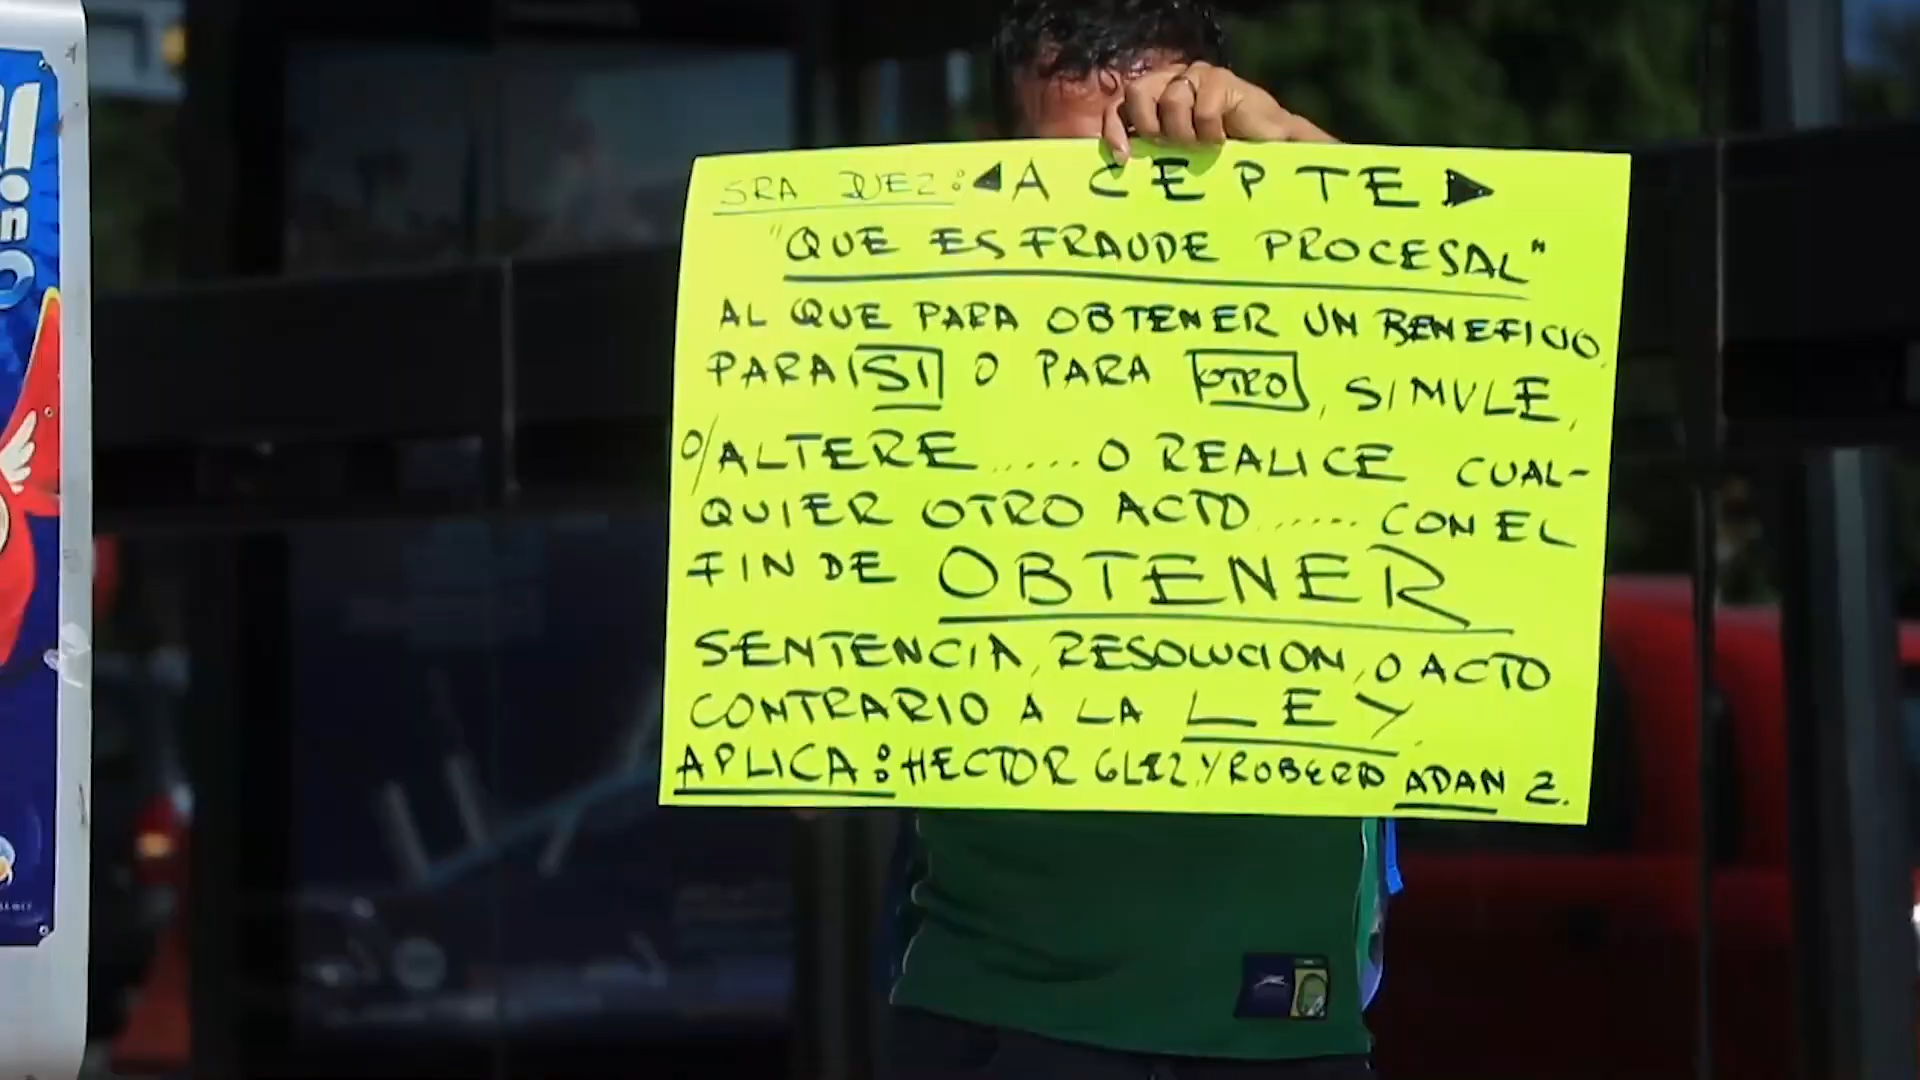 SRA JUEZ: ◀ACEPTE▶
"QUE ES FRAUDE PROCESAL"
AL QUE PARA OBTENER UN BENEFICIO
PARA SI O PARA OTRO, SIMULE,
O/ALTERE ..... O REALICE CUAL-
QUIER OTRO ACTO ...... CON EL
FIN DE OBTENER
SENTENCIA, RESOLUCION, O ACTO
CONTRARIO A LA LEY.
APLICA: HECTOR GLEZ. Y ROBERTO ADAN Z.